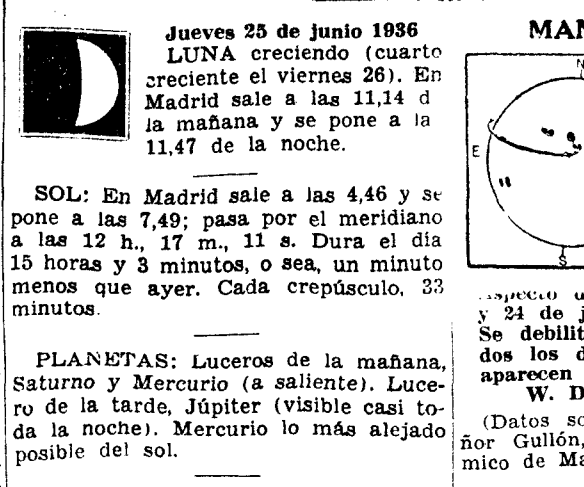 Jueves 25 de junio 1936
LUNA creciendo (cuarto
creciente el viernes 26). En
Madrid sale a las 11,14 d
la mañana y se pone a la
11,47 de la noche.
SOL: En Madrid sale a las 4,46 y se
pone a las 7,49; pasa por el meridiano
a las 12 h., 17 m., 11 s. Dura el día
15 horas y 3 minutos, o sea, un minuto
menos que ayer. Cada crepúsculo, 33
minutos.
PLANETAS: Luceros de la mañana,
Saturno y Mercurio (a saliente). Luce-
ro de la tarde, Júpiter (visible casi to-
da la noche). Mercurio lo más alejado
posible del sol.
MAN
N
E
S
y 24 de j
Se debilit
dos los d
aparecen
W. D
(Datos so
ñor Gullón,
mico de Ma